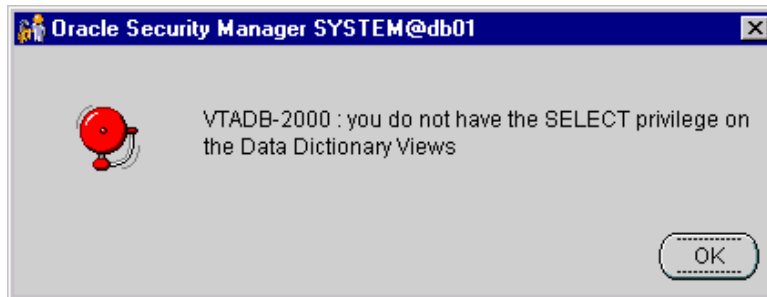 Oracle Security Manager SYSTEM@db01
VTADB-2000 : you do not have the SELECT privilege on
the Data Dictionary Views
OK